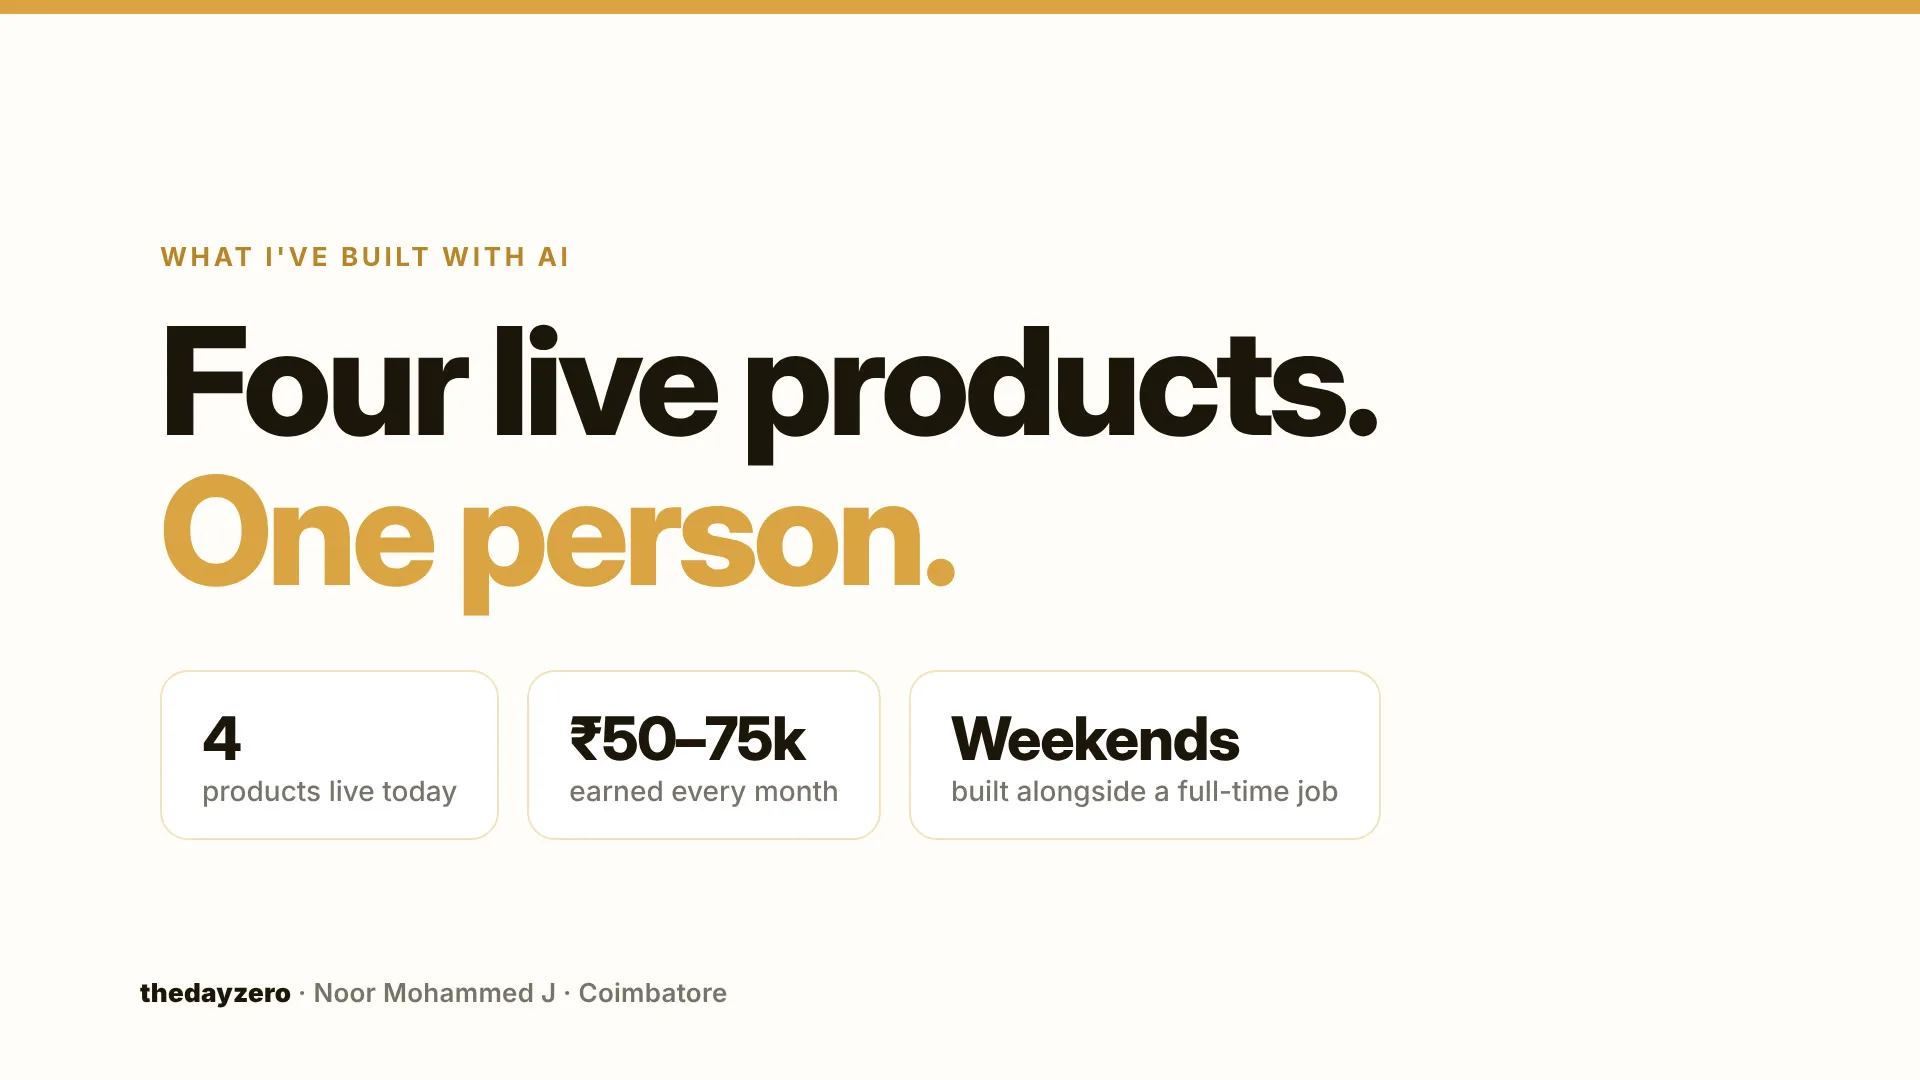 WHAT I'VE BUILT WITH AI
Four live products.
One person.
4
products live today
₹50–75k
earned every month
Weekends
built alongside a full-time job
thedayzero · Noor Mohammed J · Coimbatore